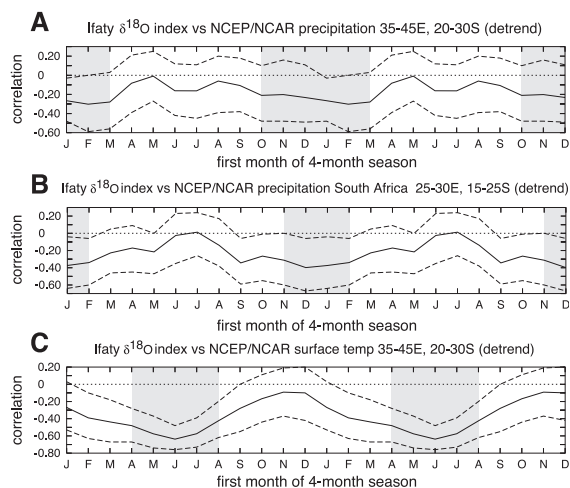 A
Ifaty δ18O index vs NCEP/NCAR precipitation 35-45E, 20-30S (detrend)
correlation
0.20
0
-0.20
-0.40
-0.60
J F M A M J J A S O N D J F M A M J J A S O N D
first month of 4-month season
B
Ifaty δ18O index vs NCEP/NCAR precipitation South Africa 25-30E, 15-25S (detrend)
correlation
0.20
0
-0.20
-0.40
-0.60
J F M A M J J A S O N D J F M A M J J A S O N D
first month of 4-month season
C
Ifaty δ18O index vs NCEP/NCAR surface temp 35-45E, 20-30S (detrend)
correlation
0.20
0
-0.20
-0.40
-0.60
-0.80
J F M A M J J A S O N D J F M A M J J A S O N D
first month of 4-month season